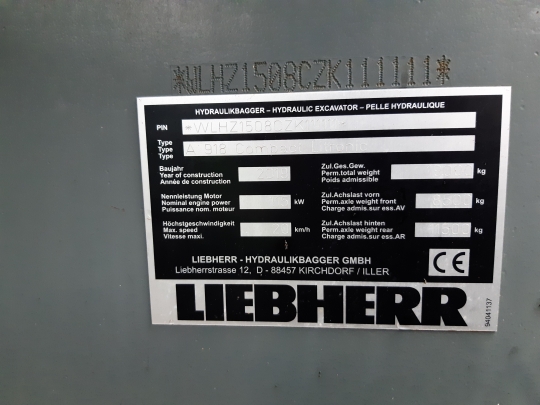 *WLHZ1508CZK111111*
HYDRAULIKBAGGER - HYDRAULIC EXCAVATOR - PELLE HYDRAULIQUE
PIN *WLHZ1508CZK
Type A 918 Compact Litronic
Type
Type
Baujahr
Year of construction
Année de construction
Zul.Ges.Gew.
Perm.total weight kg
Poids admissible
Nennleistung Motor
Nominal engine power kW
Puissance nom. moteur
Zul.Achslast vorn
Perm.axle weight front kg
Charge admis.sur ess.AV
Höchstgeschwindigkeit
Max. speed km/h
Vitesse maxi.
Zul.Achslast hinten
Perm.axle weight rear kg
Charge admis.sur ess.AR
LIEBHERR - HYDRAULIKBAGGER GMBH
Liebherrstrasse 12, D - 88457 KIRCHDORF / ILLER
CE
LIEBHERR
94041137